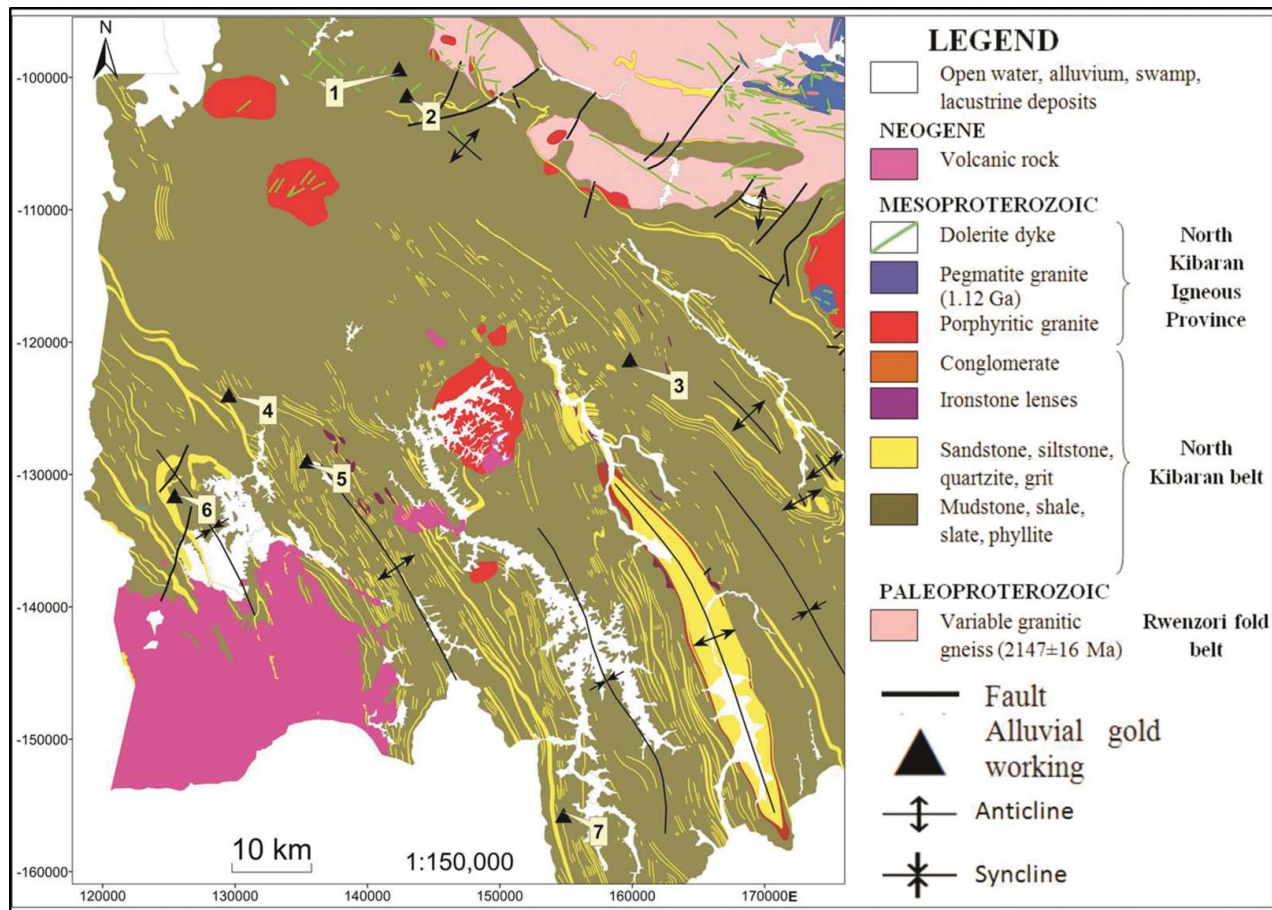 N
-100000
-110000
-120000
-130000
-140000
-150000
-160000
1
2
3
4
5
6
7
10 km
1:150,000
120000
130000
140000
150000
160000
170000E
LEGEND
Open water, alluvium, swamp,
lacustrine deposits
NEOGENE
Volcanic rock
MESOPROTEROZOIC
Dolerite dyke
Pegmatite granite
(1.12 Ga)
Porphyritic granite
North
Kibaran
Igneous
Province
Conglomerate
Ironstone lenses
Sandstone, siltstone,
quartzite, grit
Mudstone, shale,
slate, phyllite
North
Kibaran belt
PALEOPROTEROZOIC
Variable granitic
gneiss (2147±16 Ma)
Rwenzori fold
belt
Fault
Alluvial gold
working
Anticline
Syncline